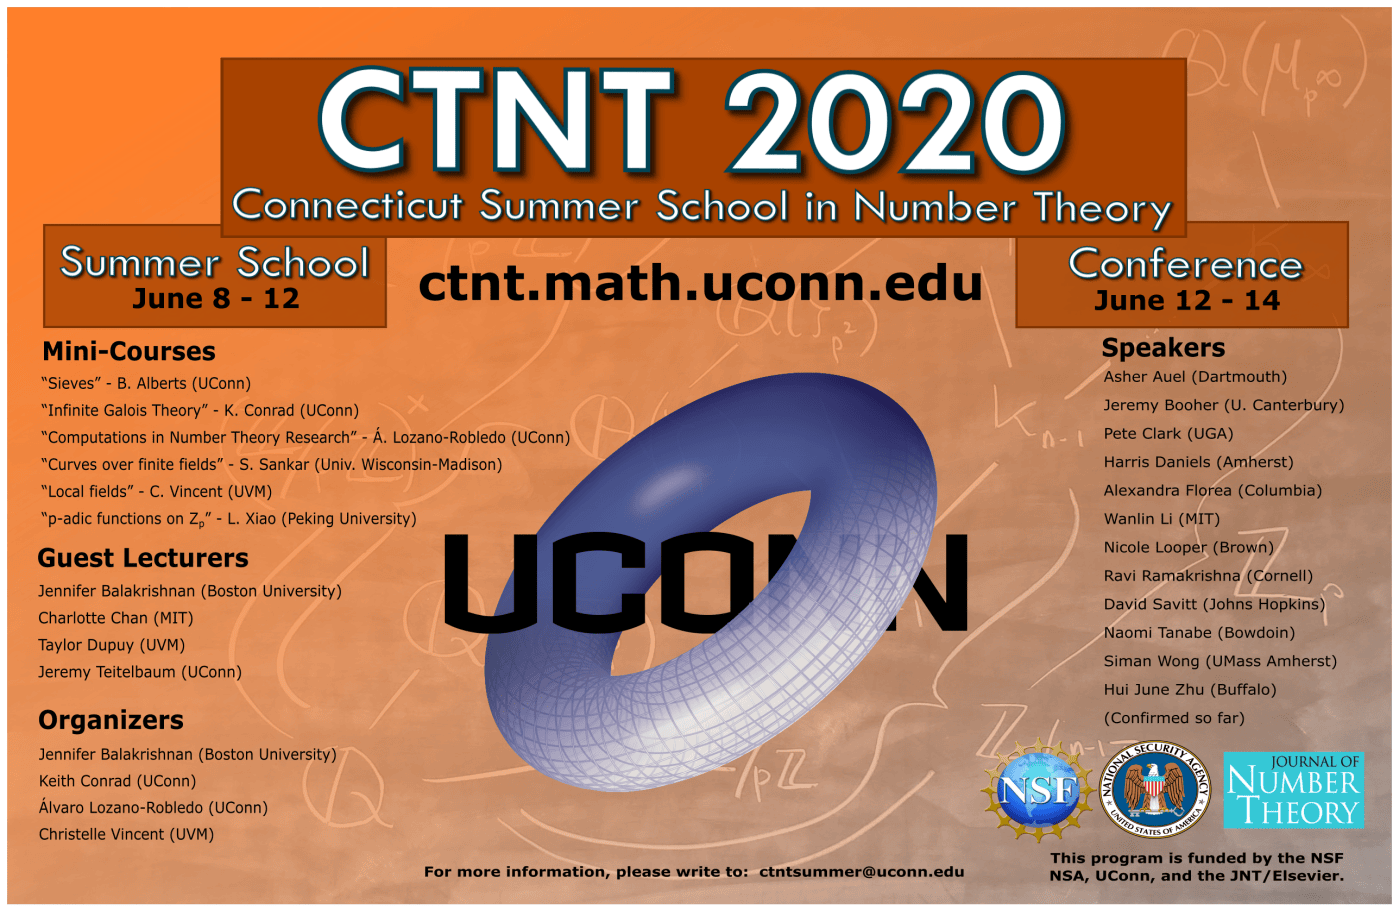 CTNT 2020
Connecticut Summer School in Number Theory
Summer School
June 8 - 12
ctnt.math.uconn.edu
Conference
June 12 - 14
Mini-Courses
“Sieves” - B. Alberts (UConn)
“Infinite Galois Theory” - K. Conrad (UConn)
“Computations in Number Theory Research” - Á. Lozano-Robledo (UConn)
“Curves over finite fields” - S. Sankar (Univ. Wisconsin-Madison)
“Local fields” - C. Vincent (UVM)
“p-adic functions on Zp” - L. Xiao (Peking University)
Guest Lecturers
Jennifer Balakrishnan (Boston University)
Charlotte Chan (MIT)
Taylor Dupuy (UVM)
Jeremy Teitelbaum (UConn)
Organizers
Jennifer Balakrishnan (Boston University)
Keith Conrad (UConn)
Álvaro Lozano-Robledo (UConn)
Christelle Vincent (UVM)
UCONN
Speakers
Asher Auel (Dartmouth)
Jeremy Booher (U. Canterbury)
Pete Clark (UGA)
Harris Daniels (Amherst)
Alexandra Florea (Columbia)
Wanlin Li (MIT)
Nicole Looper (Brown)
Ravi Ramakrishna (Cornell)
David Savitt (Johns Hopkins)
Naomi Tanabe (Bowdoin)
Siman Wong (UMass Amherst)
Hui June Zhu (Buffalo)
(Confirmed so far)
NSF
NATIONAL SECURITY AGENCY
UNITED STATES OF AMERICA
JOURNAL OF
NUMBER
THEORY
This program is funded by the NSF
NSA, UConn, and the JNT/Elsevier.
For more information, please write to: ctntsummer@uconn.edu